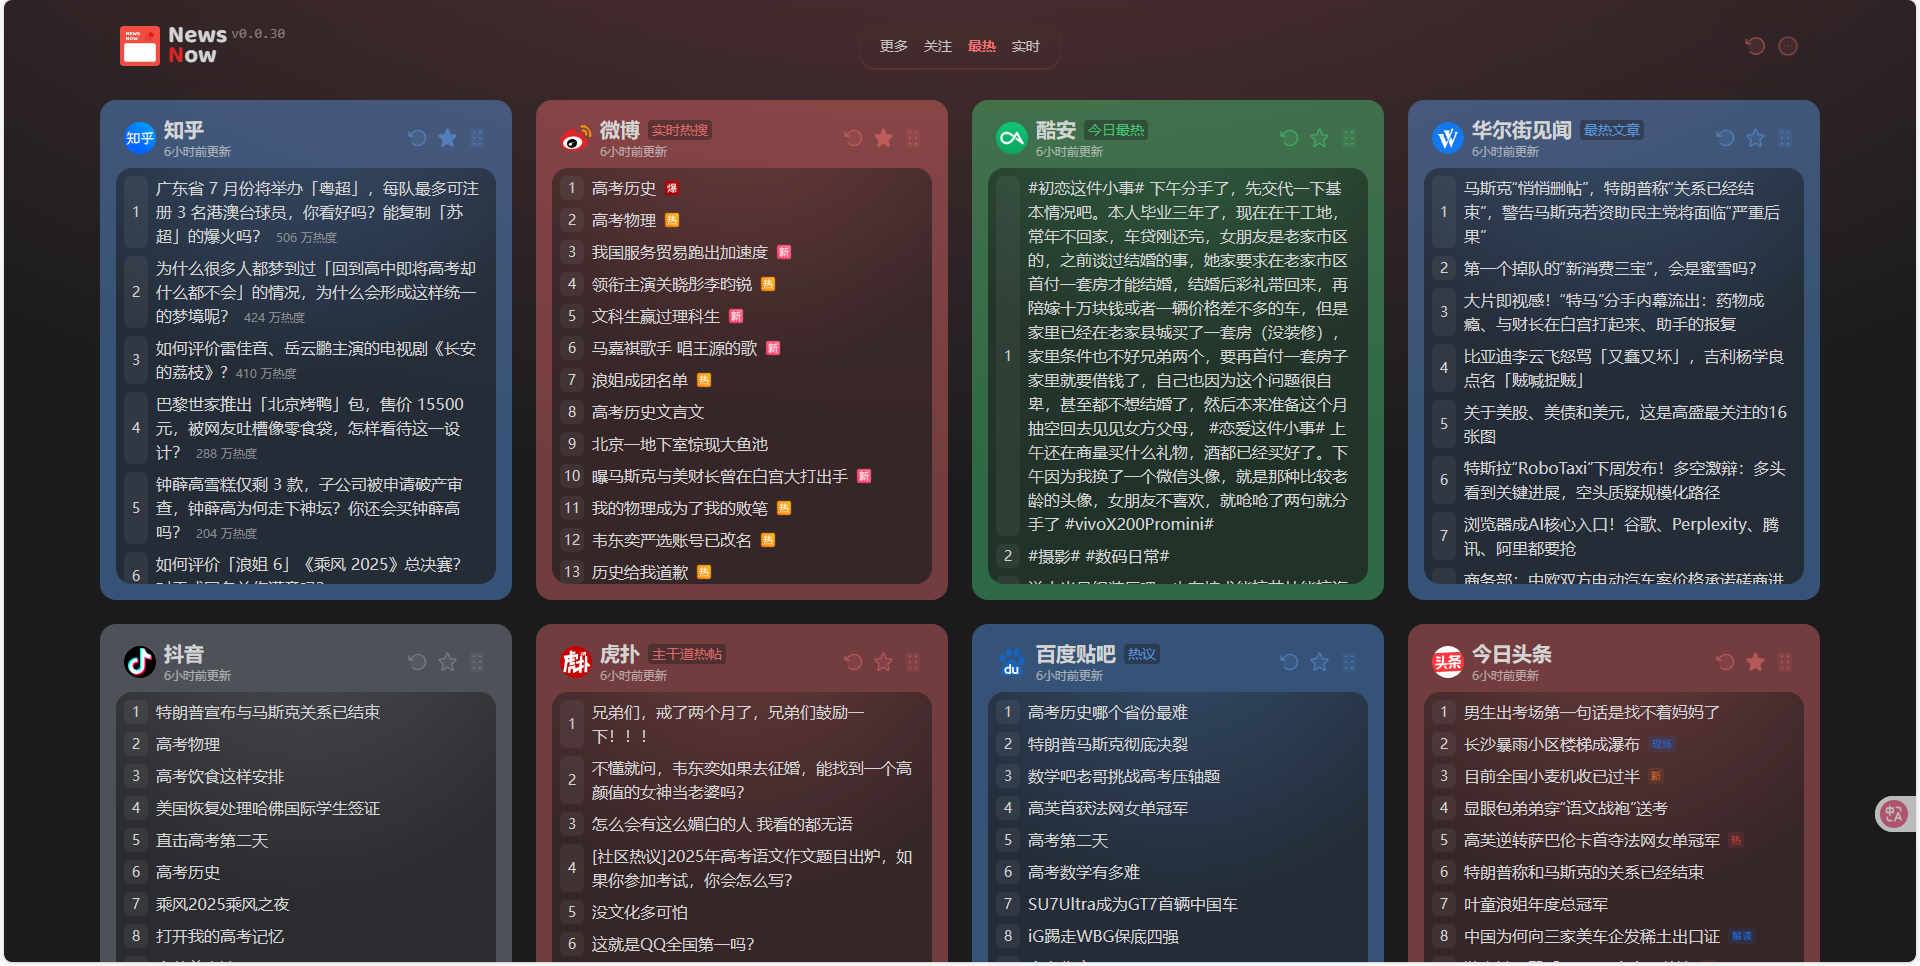 News
Now
v0.0.30
更多 关注 最热 实时
知乎
6小时前更新
1
广东省 7 月份将举办「粤超」，每队最多可注
册 3 名港澳台球员，你看好吗？能复制「苏
超」的爆火吗？ 506 万热度
2
为什么很多人都梦到过「回到高中即将高考却
什么都不会」的情况，为什么会形成这样统一
的梦境呢？ 424 万热度
3
如何评价雷佳音、岳云鹏主演的电视剧《长安
的荔枝》? 410 万热度
4
巴黎世家推出「北京烤鸭」包，售价 15500
元，被网友吐槽像零食袋，怎样看待这一设
计？ 288 万热度
5
钟薛高雪糕仅剩 3 款，子公司被申请破产审
查，钟薛高为何走下神坛？你还会买钟薛高
吗？ 204 万热度
6
如何评价「浪姐 6」《乘风 2025》总决赛？
微博 实时热搜
6小时前更新
1 高考历史 爆
2 高考物理 热
3 我国服务贸易跑出加速度 新
4 领衔主演关晓彤李昀锐 热
5 文科生赢过理科生 新
6 马嘉祺歌手 唱王源的歌 新
7 浪姐成团名单 热
8 高考历史文言文
9 北京一地下室惊现大鱼池
10 曝马斯克与美财长曾在白宫大打出手 新
11 我的物理成为了我的败笔 热
12 韦东奕严选账号已改名 热
13 历史给我道歉 热
酷安 今日最热
6小时前更新
1
#初恋这件小事# 下午分手了，先交代一下基
本情况吧。本人毕业三年了，现在在干工地，
常年不回家，车贷刚还完，女朋友是老家市区
的，之前谈过结婚的事，她家要求在老家市区
首付一套房才能结婚，结婚后彩礼带回来，再
陪嫁十万块钱或者一辆价格差不多的车，但是
家里已经在老家县城买了一套房（没装修），
家里条件也不好兄弟两个，要再首付一套房子
家里就要借钱了，自己也因为这个问题很自
卑，甚至都不想结婚了，然后本来准备这个月
抽空回去见见女方父母， #恋爱这件小事# 上
午还在商量买什么礼物，酒都已经买好了。下
午因为我换了一个微信头像，就是那种比较老
龄的头像，女朋友不喜欢，就呛呛了两句就分
手了 #vivoX200Promini#
2 #摄影# #数码日常#
华尔街见闻 最热文章
6小时前更新
1
马斯克“悄悄删帖”，特朗普称“关系已经结
束”，警告马斯克若资助民主党将面临“严重后
果”
2 第一个掉队的“新消费三宝”，会是蜜雪吗？
3
大片即视感！“特马”分手内幕流出：药物成
瘾、与财长在白宫打起来、助手的报复
4
比亚迪李云飞怒骂「又蠢又坏」，吉利杨学良
点名「贼喊捉贼」
5
关于美股、美债和美元，这是高盛最关注的16
张图
6
特斯拉“RoboTaxi”下周发布！多空激辩：多头
看到关键进展，空头质疑规模化路径
7
浏览器成AI核心入口！谷歌、Perplexity、腾
讯、阿里都要抢
商务部：中欧双方电动汽车案价格承诺磋商进
抖音
6小时前更新
1 特朗普宣布与马斯克关系已结束
2 高考物理
3 高考饮食这样安排
4 美国恢复处理哈佛国际学生签证
5 直击高考第二天
6 高考历史
7 乘风2025乘风之夜
8 打开我的高考记忆
虎扑 主干道热帖
6小时前更新
1
兄弟们，戒了两个月了，兄弟们鼓励一
下！！！
2
不懂就问，韦东奕如果去征婚，能找到一个高
颜值的女神当老婆吗？
3 怎么会有这么媚白的人 我看的都无语
4
[社区热议]2025年高考语文作文题目出炉，如
果你参加考试，你会怎么写？
5 没文化多可怕
6 这就是QQ全国第一吗？
百度贴吧 热议
6小时前更新
1 高考历史哪个省份最难
2 特朗普马斯克彻底决裂
3 数学吧老哥挑战高考压轴题
4 高芙首获法网女单冠军
5 高考第二天
6 高考数学有多难
7 SU7Ultra成为GT7首辆中国车
8 iG踢走WBG保底四强
今日头条
6小时前更新
1 男生出考场第一句话是找不着妈妈了
2 长沙暴雨小区楼梯成瀑布 现场
3 目前全国小麦机收已过半 新
4 显眼包弟弟穿“语文战袍”送考
5 高芙逆转萨巴伦卡首夺法网女单冠军 热
6 特朗普称和马斯克的关系已经结束
7 叶童浪姐年度总冠军
8 中国为何向三家美车企发稀土出口证 解读